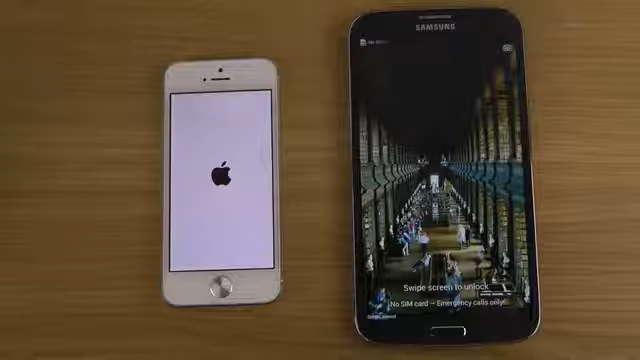 SAMSUNG
Swipe screen to unlock
No SIM card — Emergency calls only